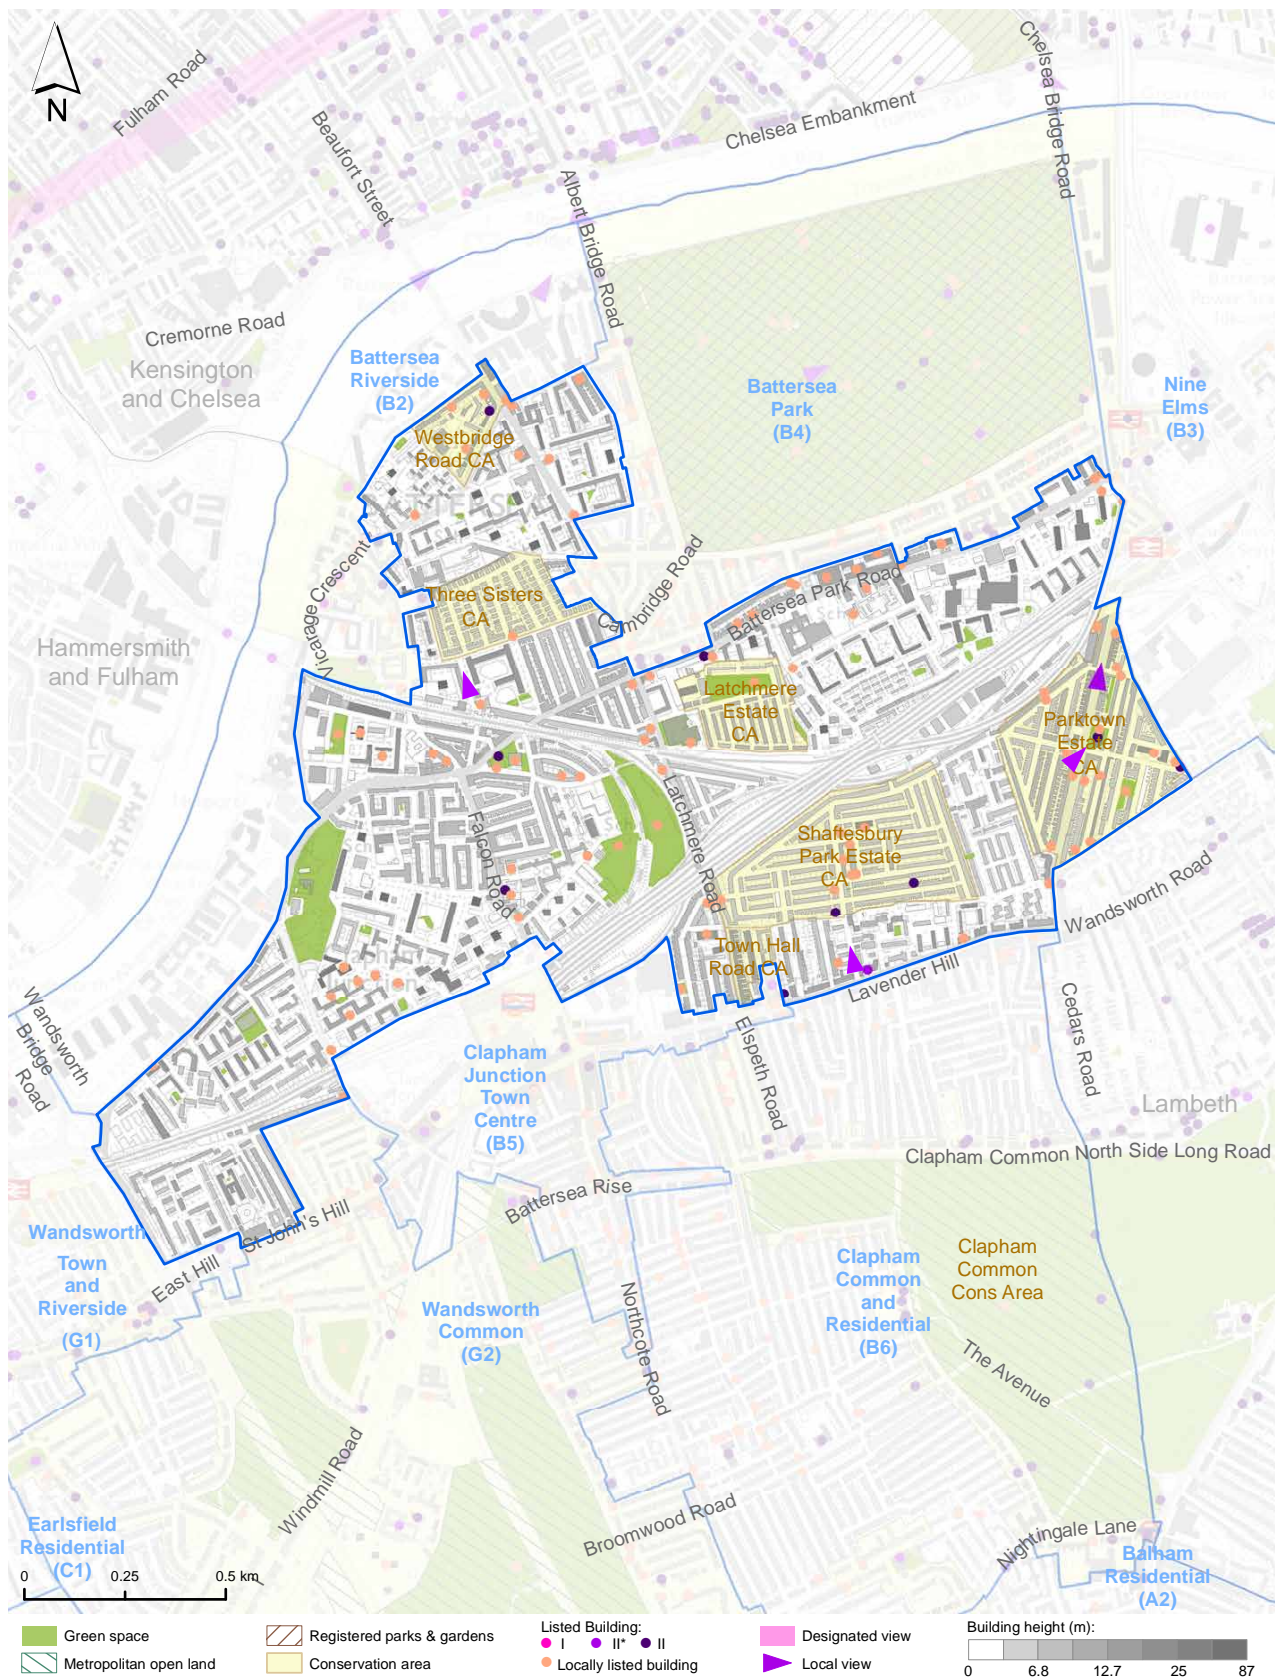 N
Fulham Road
Beaufort Street
Chelsea Embankment
Chelsea Bridge Road
Albert Bridge Road
Cremorne Road
Kensington
and Chelsea
Battersea
Riverside
(B2)
Battersea
Park
(B4)
Nine
Elms
(B3)
Westbridge
Road CA
Vicarage Crescent
Three Sisters
CA
Cambridge Road
Battersea Park Road
Hammersmith
and Fulham
Latchmere
Estate
CA
Parktown
Estate
CA
Latchmere Road
Falcon Road
Shaftesbury
Park Estate
CA
Wandsworth Road
Town Hall
Road CA
Lavender Hill
Wandsworth
Bridge
Road
Clapham
Junction
Town
Centre
(B5)
Elspeth Road
Cedars Road
Lambeth
Clapham Common North Side Long Road
Battersea Rise
St John's Hill
East Hill
Wandsworth
Town
and
Riverside
(G1)
Wandsworth
Common
(G2)
Northcote Road
Clapham
Common
and
Residential
(B6)
Clapham
Common
Cons Area
The Avenue
Windmill Road
Broomwood Road
Nightingale Lane
Earlsfield
Residential
(C1)
Balham
Residential
(A2)
0 0.25 0.5 km
Green space
Metropolitan open land
Registered parks & gardens
Conservation area
Listed Building:
I II* II
Locally listed building
Designated view
Local view
Building height (m):
0 6.8 12.7 25 87